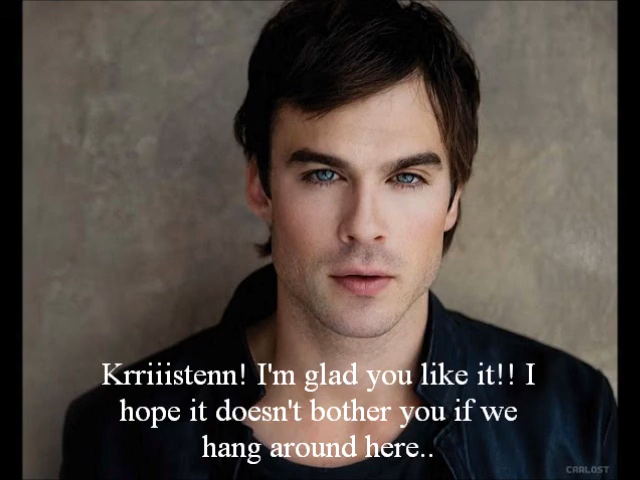 Krriiistenn! I'm glad you like it!! I
hope it doesn't bother you if we
hang around here..
CARLOST